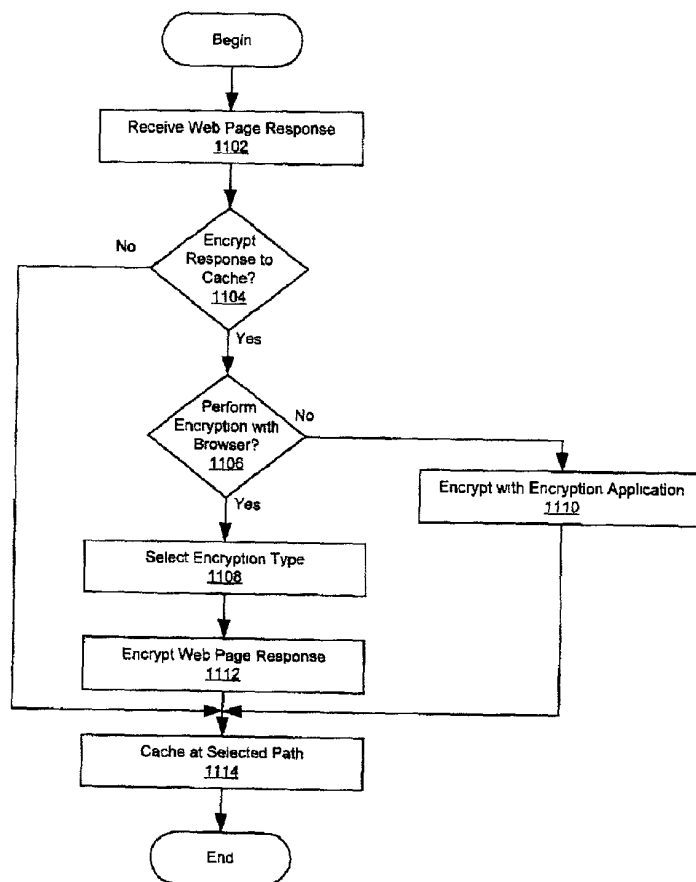 Begin
Receive Web Page Response
1102
No
Encrypt
Response to
Cache?
1104
Yes
Perform
Encryption with
Browser?
1106
No
Yes
Encrypt with Encryption Application
1110
Select Encryption Type
1108
Encrypt Web Page Response
1112
Cache at Selected Path
1114
End